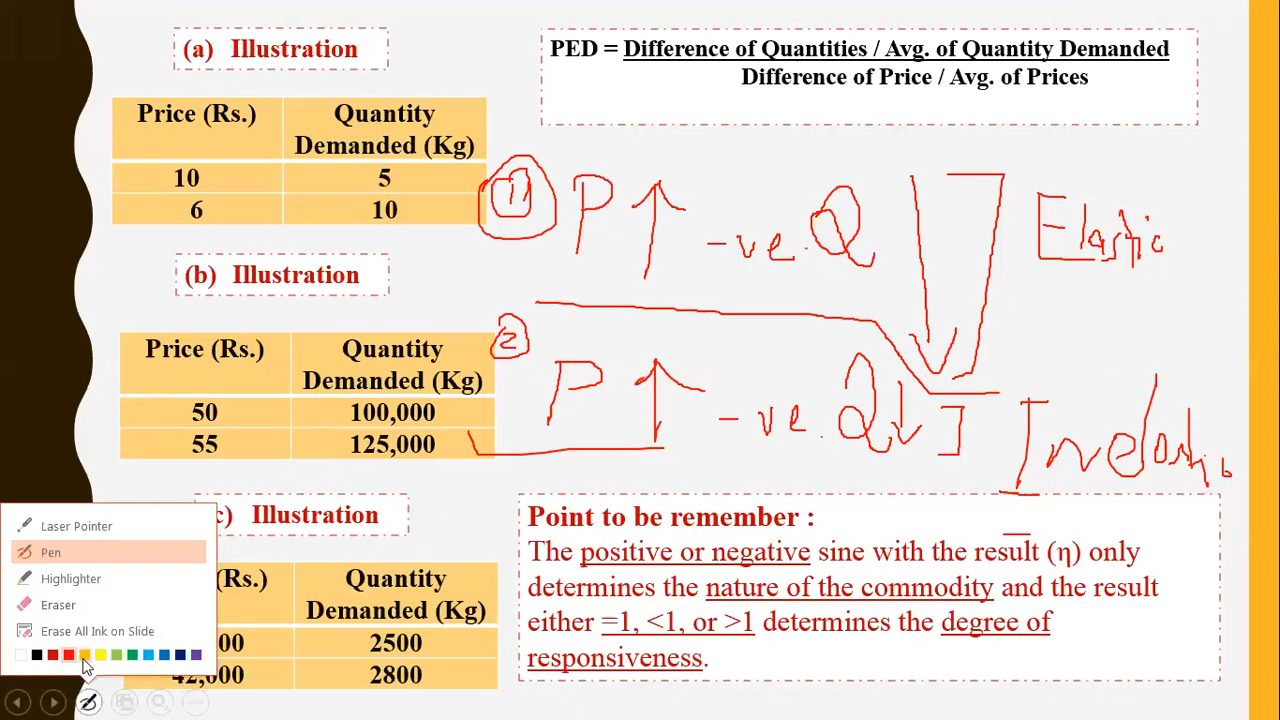 (a) Illustration
PED = Difference of Quantities / Avg. of Quantity Demanded
Difference of Price / Avg. of Prices
Price (Rs.) Quantity Demanded (Kg)
10 5
6 10
1 P -ve. Q Elastic
(b) Illustration
2 P -ve. Q
Price (Rs.) Quantity Demanded (Kg)
50 100,000
55 125,000
c) Illustration
(Rs.) Quantity Demanded (Kg)
00 2500
42,000 2800
Point to be remember :
The positive or negative sine with the result (η) only
determines the nature of the commodity and the result
either =1, <1, or >1 determines the degree of
responsiveness.
Laser Pointer
Pen
Highlighter
Eraser
Erase All Ink on Slide